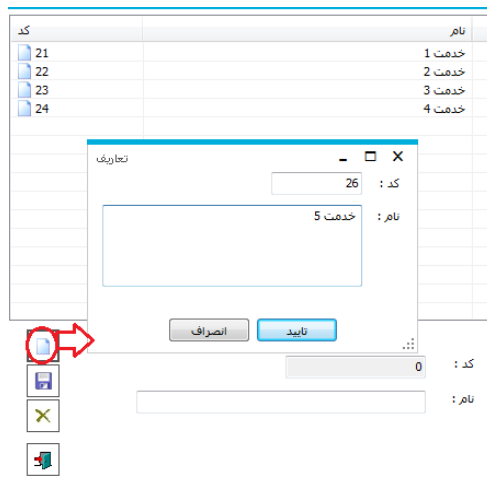 نام کد
خدمت 1 21
خدمت 2 22
خدمت 3 23
خدمت 4 24
تعاریف
کد : 26
نام : خدمت 5
تایید انصراف
کد : 0
نام :